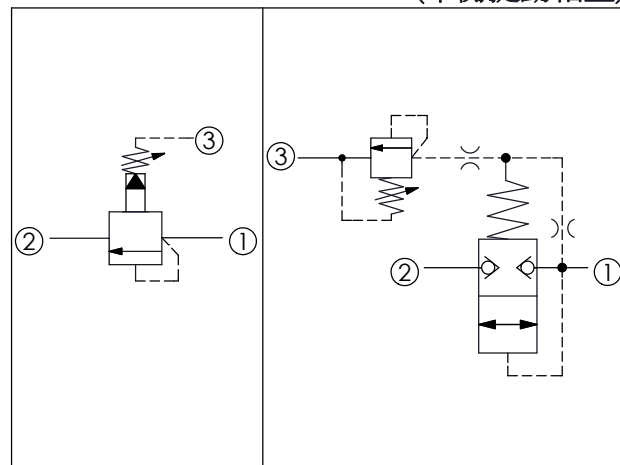 ③
② ①
③
② ①